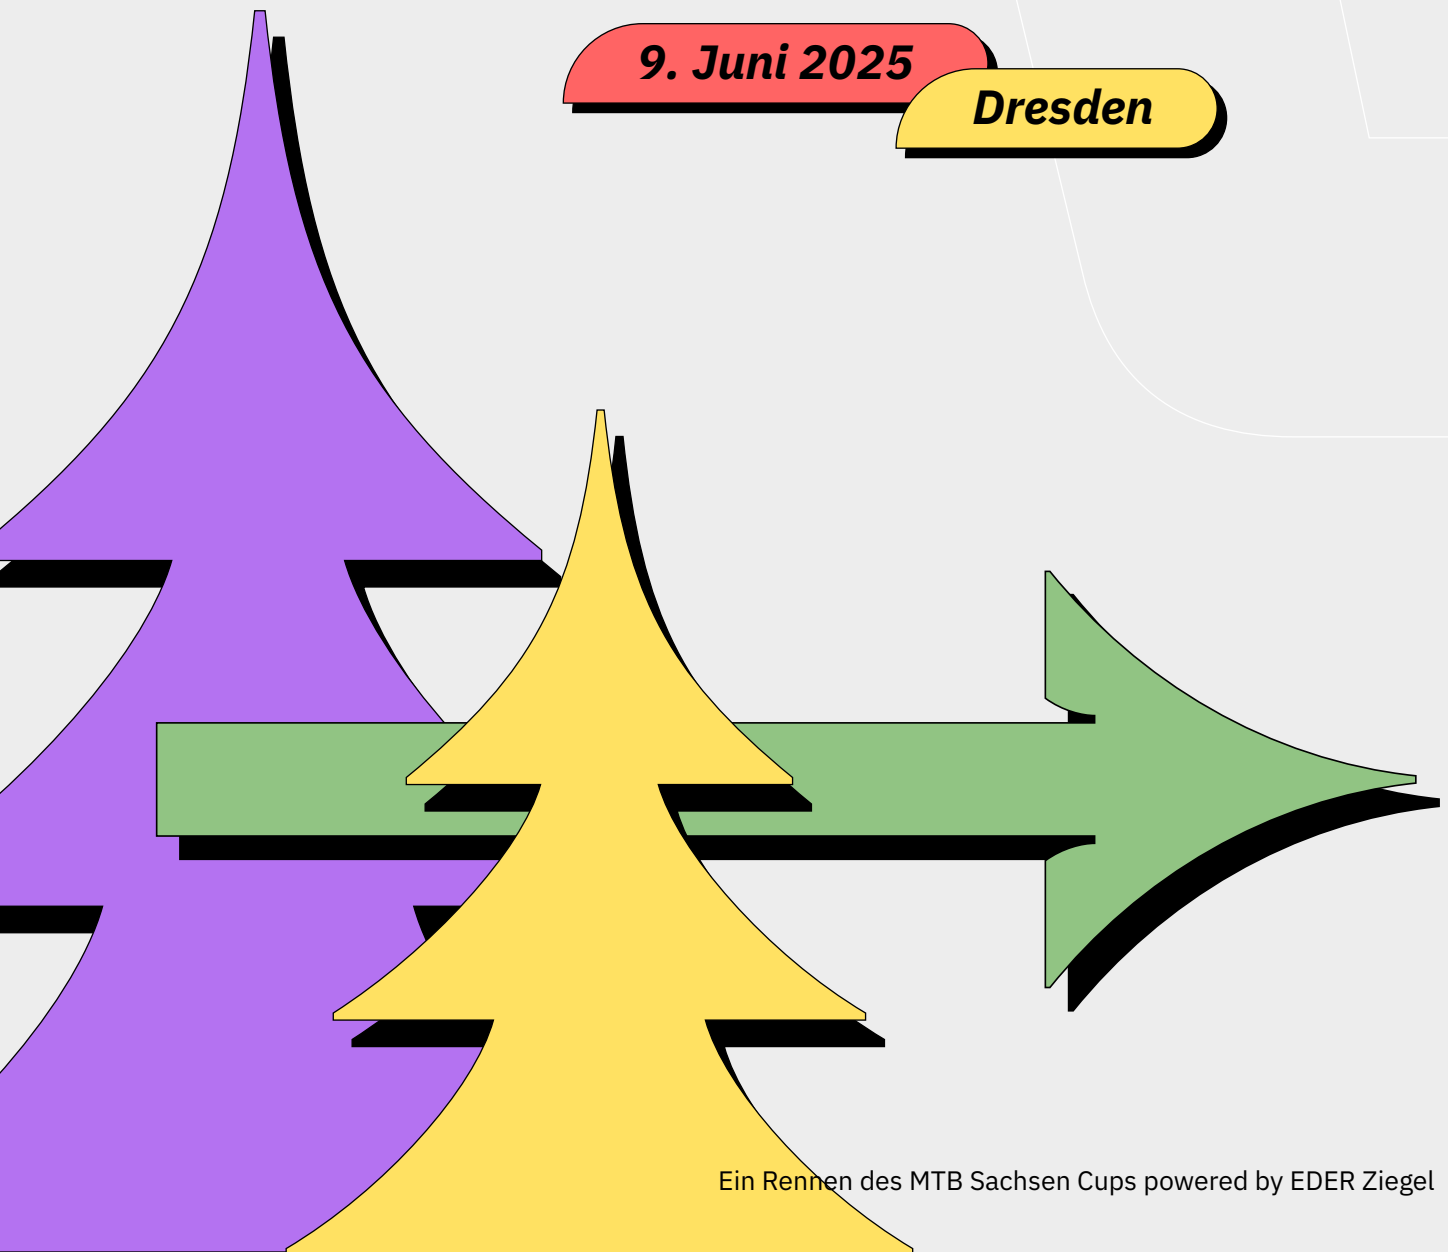 9. Juni 2025
Dresden
Ein Rennen des MTB Sachsen Cups powered by EDER Ziegel